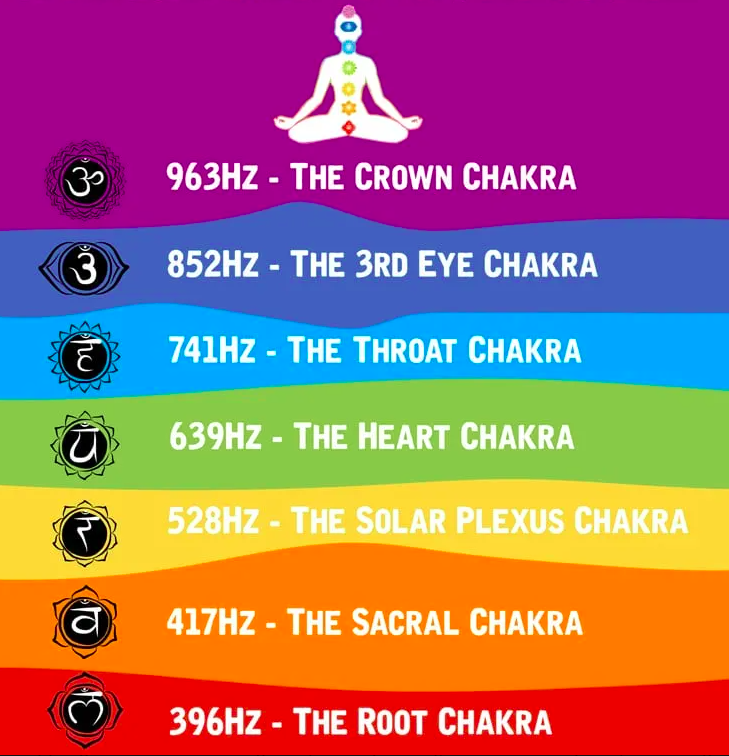 ॐ
963Hz - The Crown Chakra
852Hz - The 3rd Eye Chakra
741Hz - The Throat Chakra
639Hz - The Heart Chakra
528Hz - The Solar Plexus Chakra
417Hz - The Sacral Chakra
396Hz - The Root Chakra